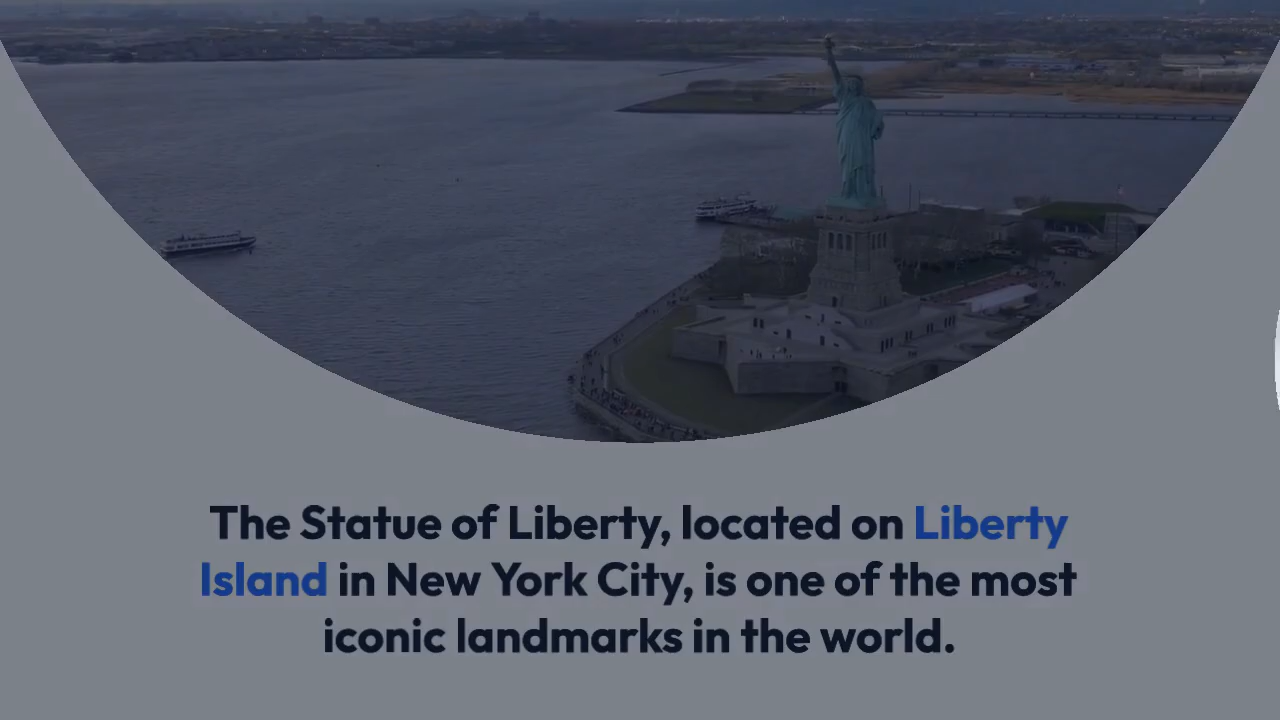 The Statue of Liberty, located on Liberty
Island in New York City, is one of the most
iconic landmarks in the world.